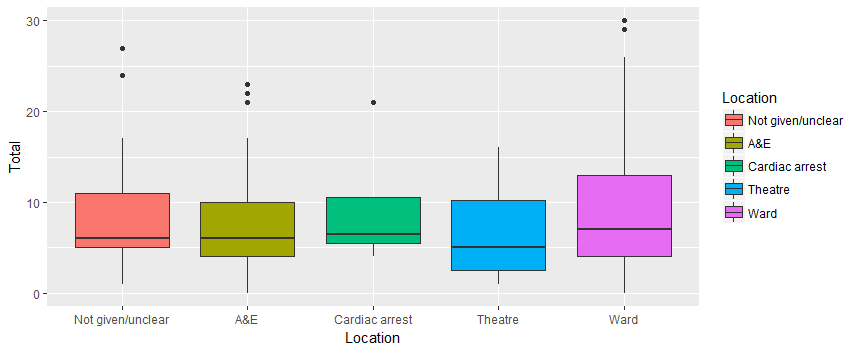 30
20
10
0
Total
Not given/unclear
A&E
Cardiac arrest
Theatre
Ward
Location
Location
Not given/unclear
A&E
Cardiac arrest
Theatre
Ward